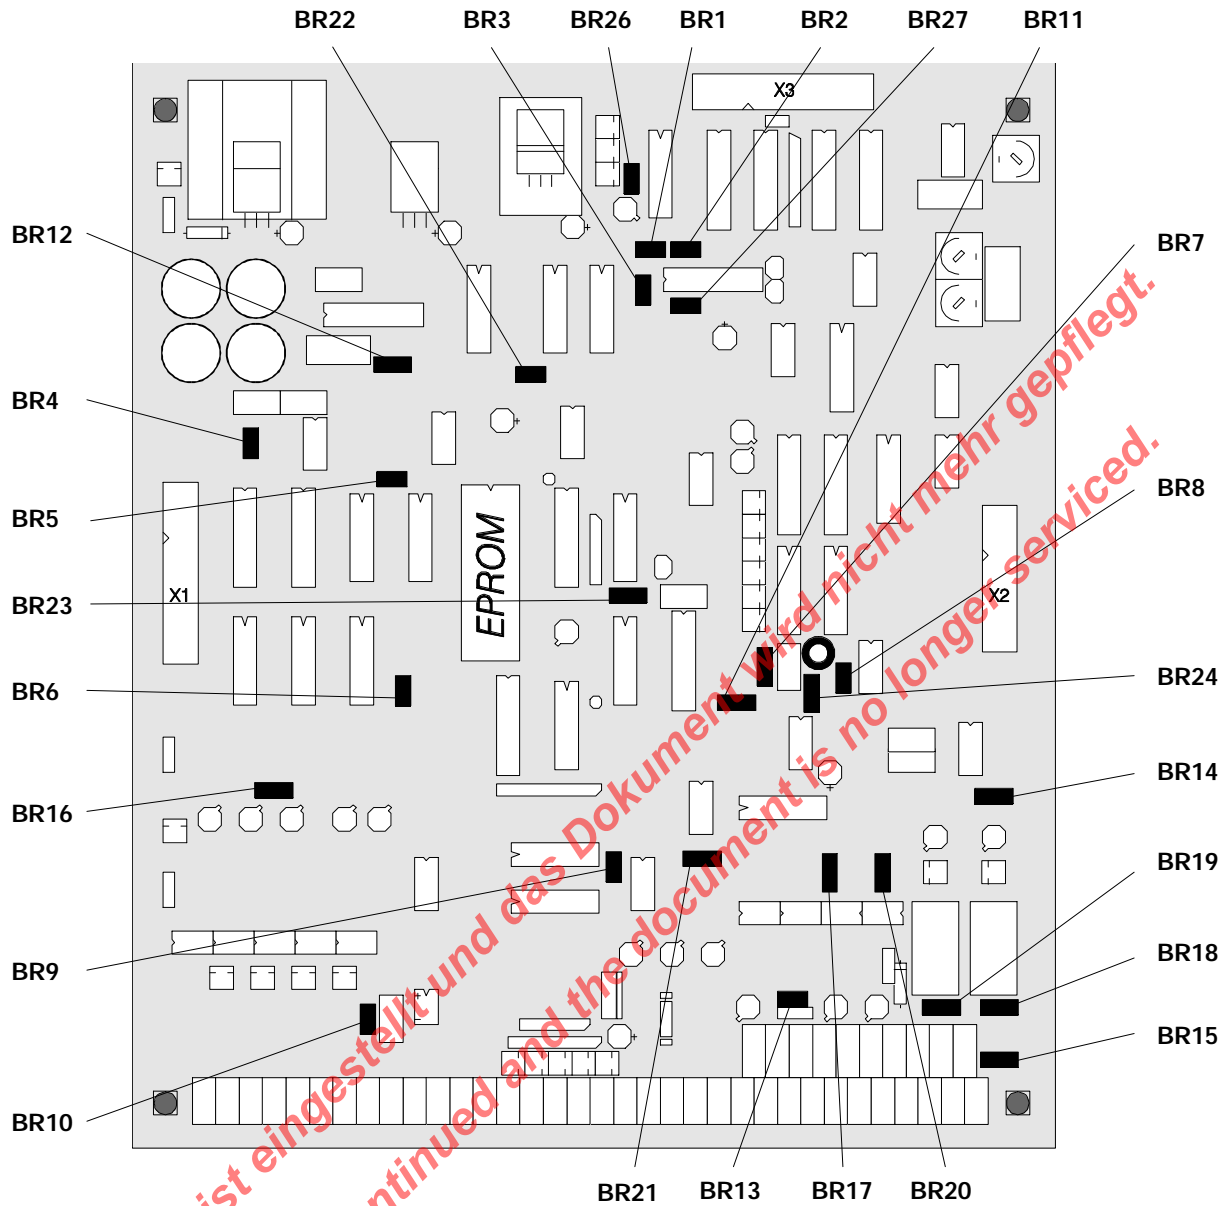 BR22 BR3 BR26 BR1 BR2 BR27 BR11
X3
BR12
BR7
BR4
BR8
BR5
EPROM
X1
X2
BR23
BR6
BR24
BR14
BR16
BR19
BR9
BR18
BR15
BR10
BR21 BR13 BR17 BR20
ist eingestellt und das Dokument wird nicht mehr gepflegt.
ntinued and the document is no longer serviced.